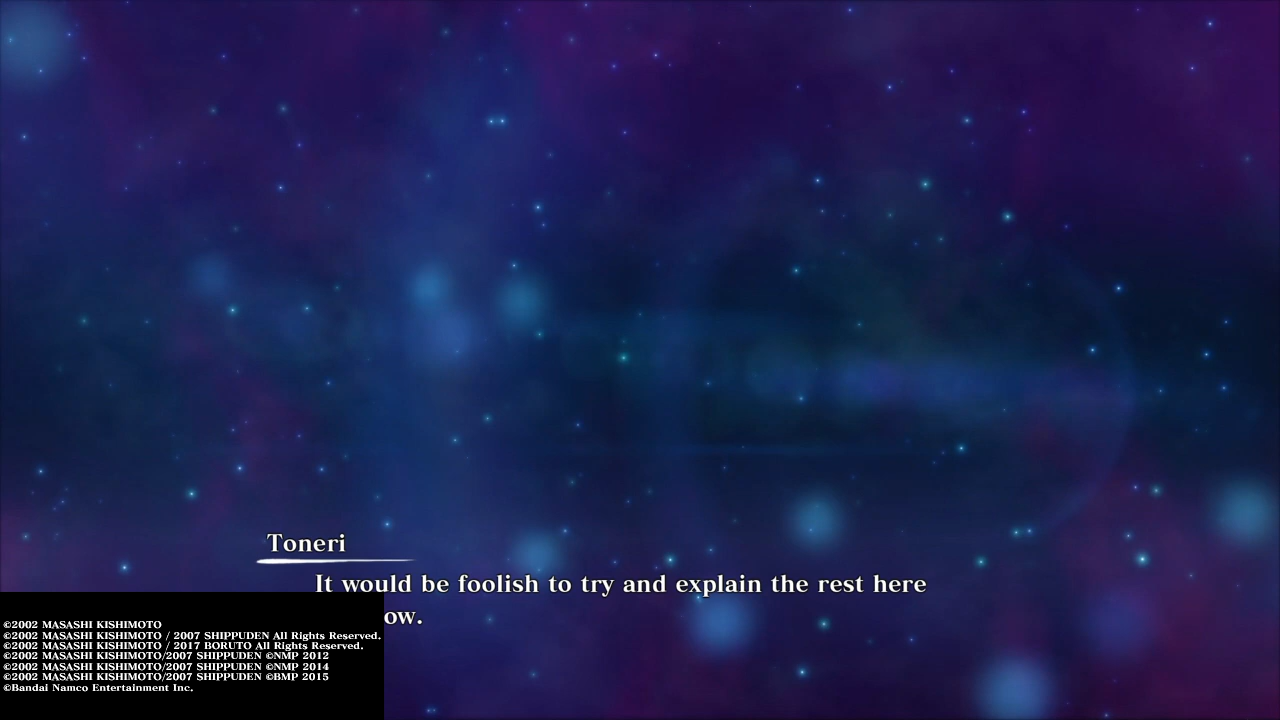 Toneri
It would be foolish to try and explain the rest here
ow.
©2002 MASASHI KISHIMOTO
©2002 MASASHI KISHIMOTO / 2007 SHIPPUDEN All Rights Reserved.
©2002 MASASHI KISHIMOTO / 2017 BORUTO All Rights Reserved.
©2002 MASASHI KISHIMOTO/2007 SHIPPUDEN ©NMP 2012
©2002 MASASHI KISHIMOTO/2007 SHIPPUDEN ©NMP 2014
©2002 MASASHI KISHIMOTO/2007 SHIPPUDEN ©BMP 2015
©Bandai Namco Entertainment Inc.